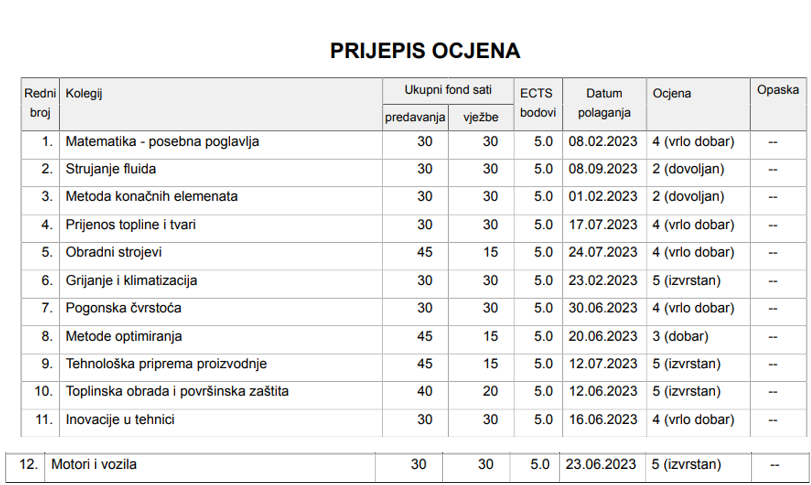 PRIJEPIS OCJENA
Redni broj Kolegij Ukupni fond sati predavanja vježbe ECTS bodovi Datum polaganja Ocjena Opaska
1. Matematika - posebna poglavlja 30 30 5.0 08.02.2023 4 (vrlo dobar) --
2. Strujanje fluida 30 30 5.0 08.09.2023 2 (dovoljan) --
3. Metoda konačnih elemenata 30 30 5.0 01.02.2023 2 (dovoljan) --
4. Prijenos topline i tvari 30 30 5.0 17.07.2023 4 (vrlo dobar) --
5. Obradni strojevi 45 15 5.0 24.07.2023 4 (vrlo dobar) --
6. Grijanje i klimatizacija 30 30 5.0 23.02.2023 5 (izvrstan) --
7. Pogonska čvrstoća 30 30 5.0 30.06.2023 4 (vrlo dobar) --
8. Metode optimiranja 45 15 5.0 20.06.2023 3 (dobar) --
9. Tehnološka priprema proizvodnje 45 15 5.0 12.07.2023 5 (izvrstan) --
10. Toplinska obrada i površinska zaštita 40 20 5.0 12.06.2023 5 (izvrstan) --
11. Inovacije u tehnici 30 30 5.0 16.06.2023 4 (vrlo dobar) --
12. Motori i vozila 30 30 5.0 23.06.2023 5 (izvrstan) --